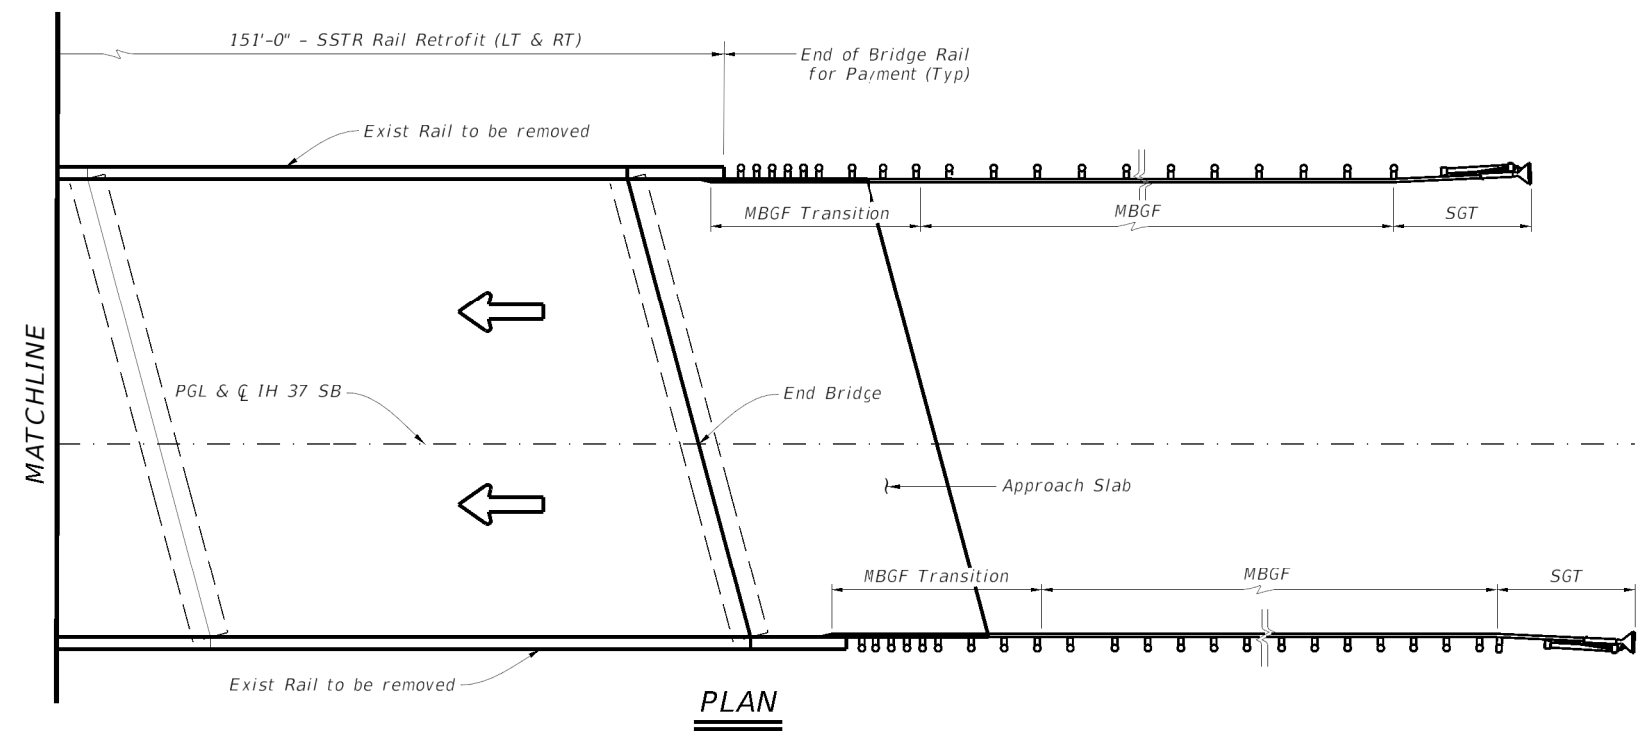 151'-0" - SSTR Rail Retrofit (LT & RT)
End of Bridge Rail
for Payment (Typ)
Exist Rail to be removed
MBGF Transition
MBGF
SGT
MATCHLINE
PGL & ℄ IH 37 SB
End Bridge
Approach Slab
MBGF Transition
MBGF
SGT
Exist Rail to be removed
PLAN